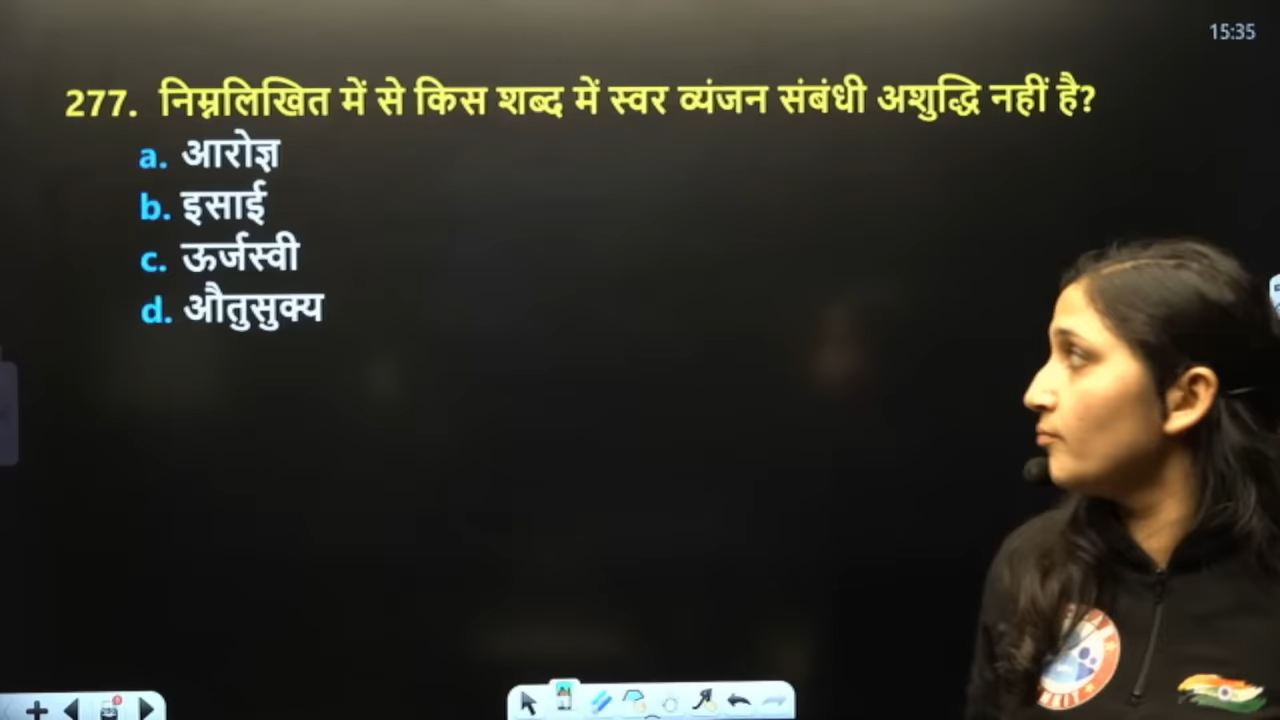 15:35
277. निम्नलिखित में से किस शब्द में स्वर व्यंजन संबंधी अशुद्धि नहीं है?
a. आरोज्ञ
b. इसाई
c. ऊर्जस्वी
d. औतुसुक्य